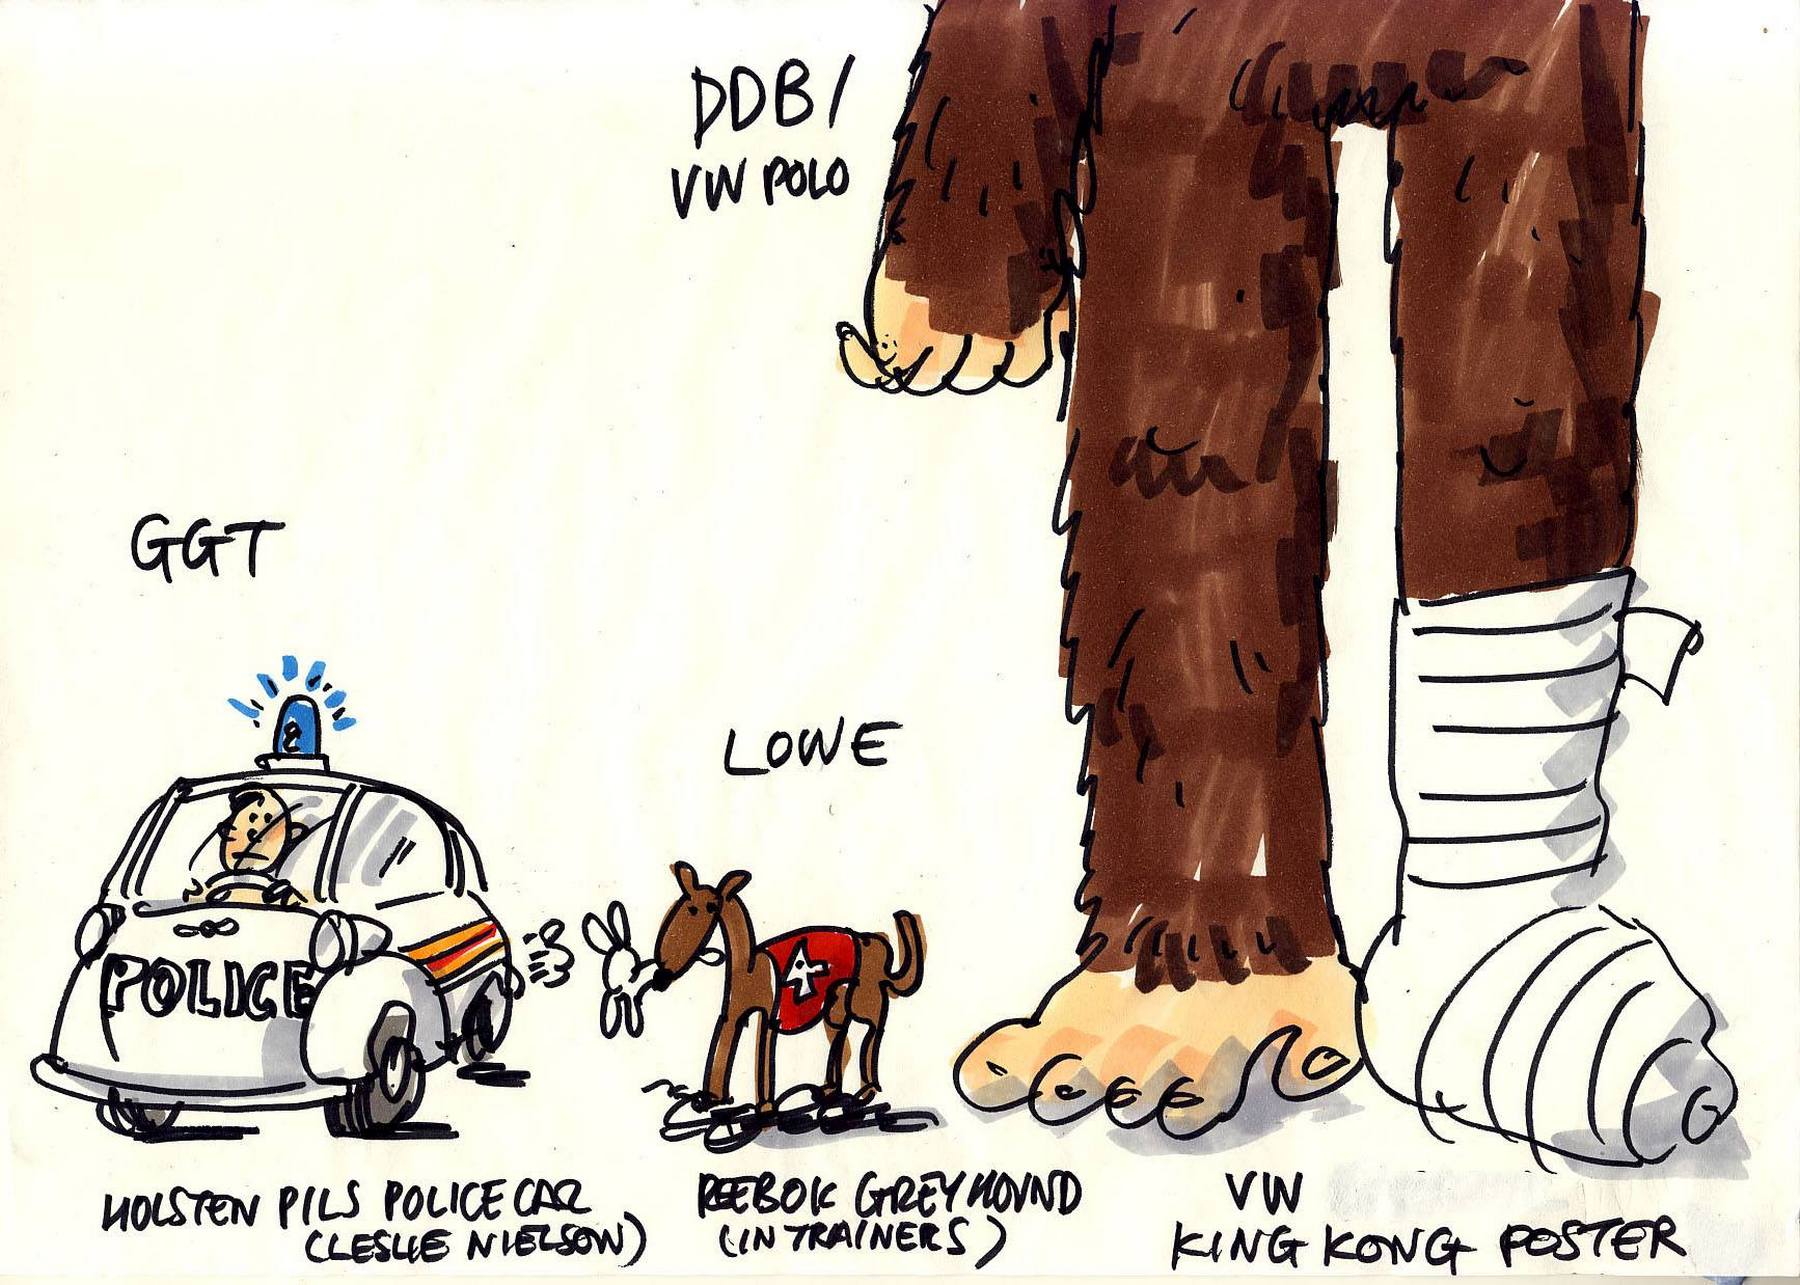 DDB/
VW POLO
GGT
LOWE
POLICE
4
HOLSTEN PILS POLICE CAR
(LESLIE NIELSON)
REEBOK GREYHOUND
(IN TRAINERS)
VW
KING KONG POSTER